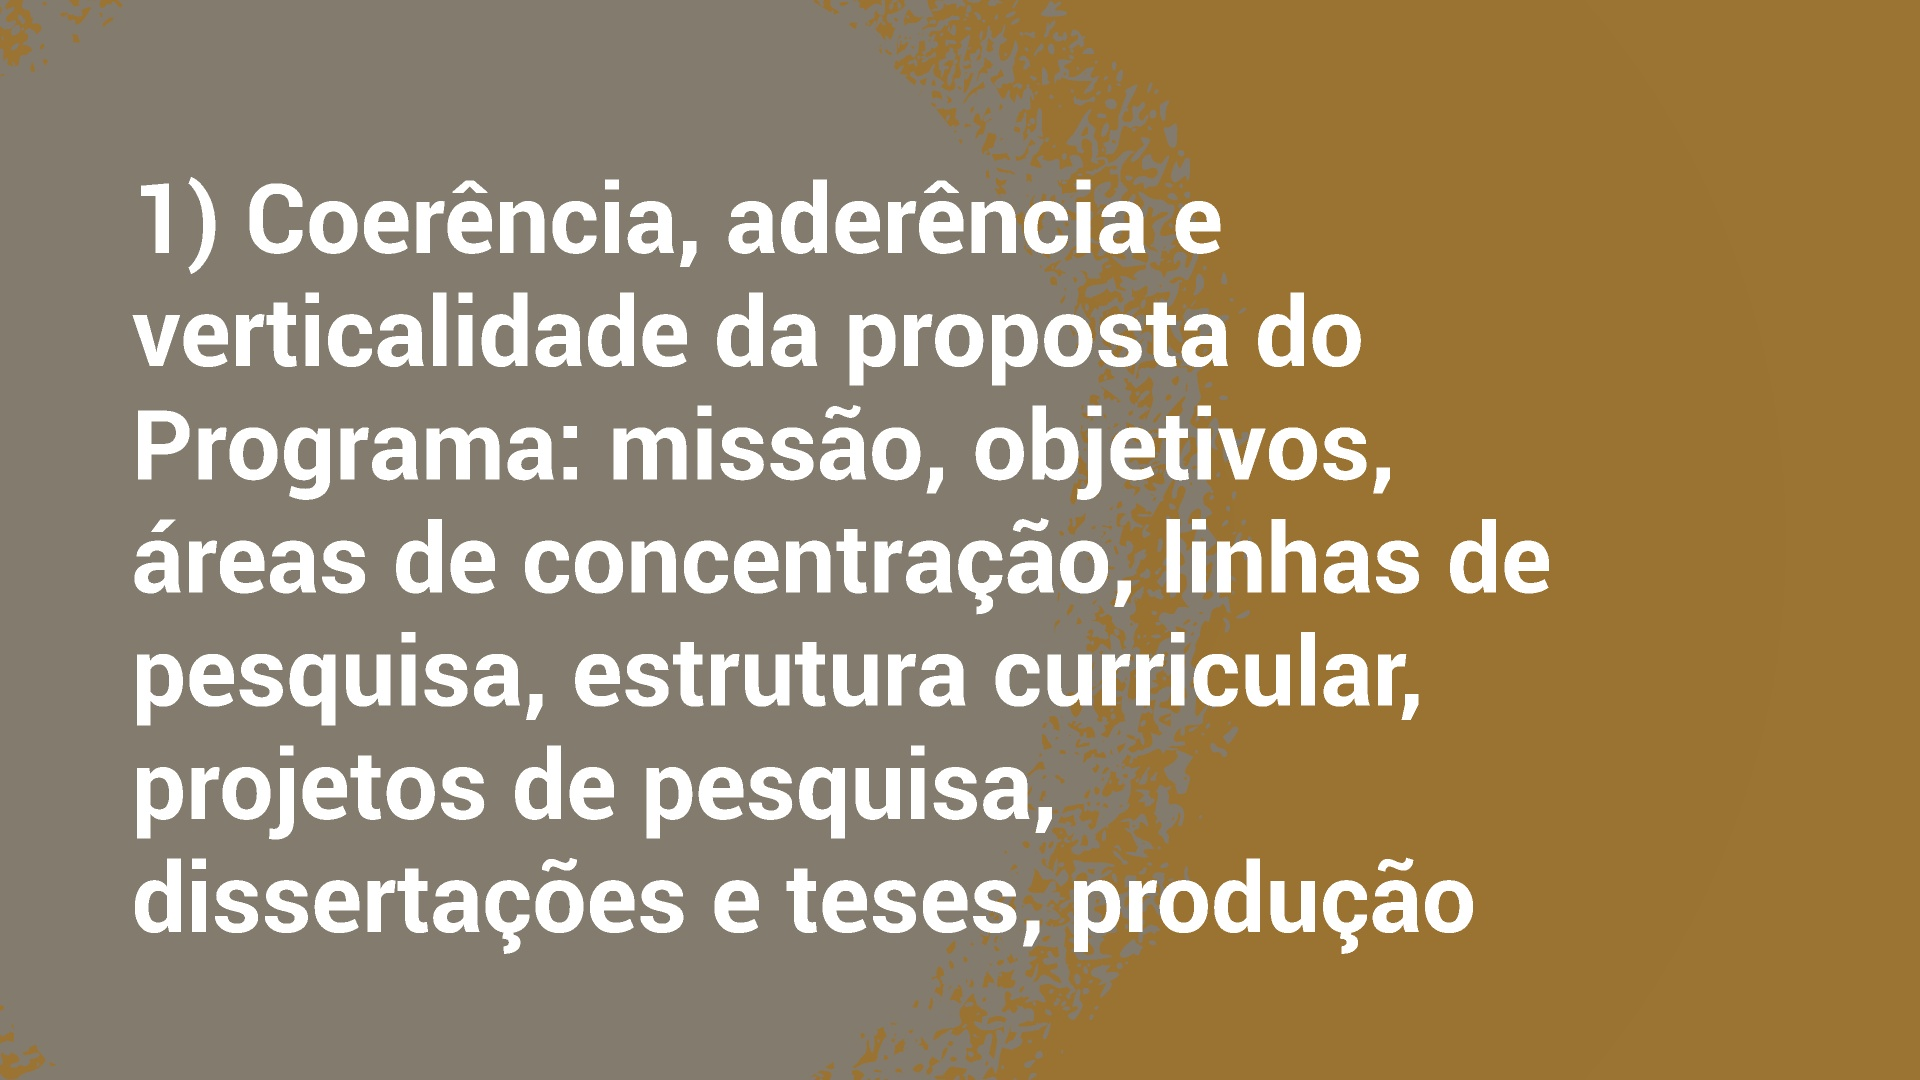 1) Coerência, aderência e
verticalidade da proposta do
Programa: missão, objetivos,
áreas de concentração, linhas de
pesquisa, estrutura curricular,
projetos de pesquisa,
dissertações e teses, produção